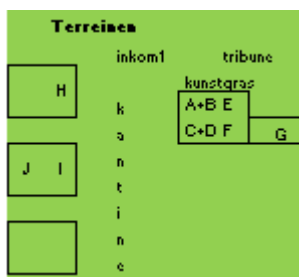 Terreinen
inkom1 tribune
kunstgras
H
k
A+B E
a
C+D F G
n
J I
t
i
n
e